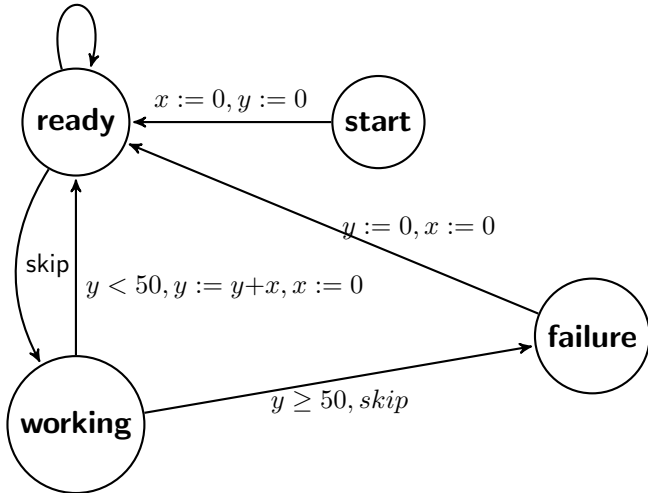 x := 0, y := 0
ready
start
y := 0, x := 0
skip
y < 50, y := y+x, x := 0
failure
working
y ≥ 50, skip